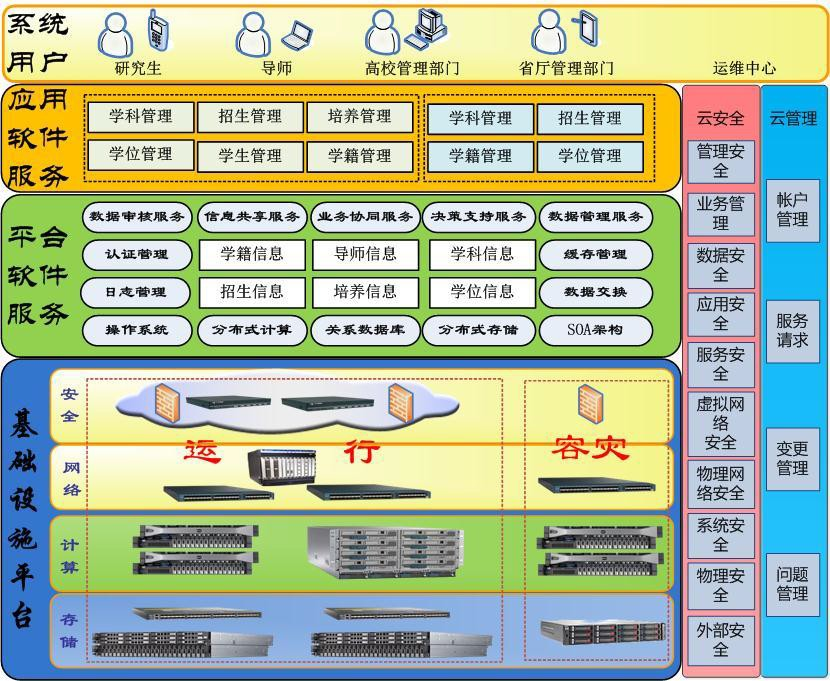 系统
用户
研究生
导师
高校管理部门
省厅管理部门
运维中心
应用
软件
服务
学科管理
招生管理
培养管理
学科管理
招生管理
学位管理
学生管理
学籍管理
学籍管理
学位管理
平台
软件
服务
数据审核服务
信息共享服务
业务协同服务
决策支持服务
数据管理服务
认证管理
学籍信息
导师信息
学科信息
缓存管理
日志管理
招生信息
培养信息
学位信息
数据交换
操作系统
分布式计算
关系数据库
分布式存储
SOA架构
基础设施平台
安全
运行
容灾
网络
计算
存储
云安全
管理安
全
业务管
理
数据安
全
应用安
全
服务安
全
虚拟网
络
安全
物理网
络安全
系统安
全
物理安
全
外部安
全
云管理
帐户
管理
服务
请求
变更
管理
问题
管理